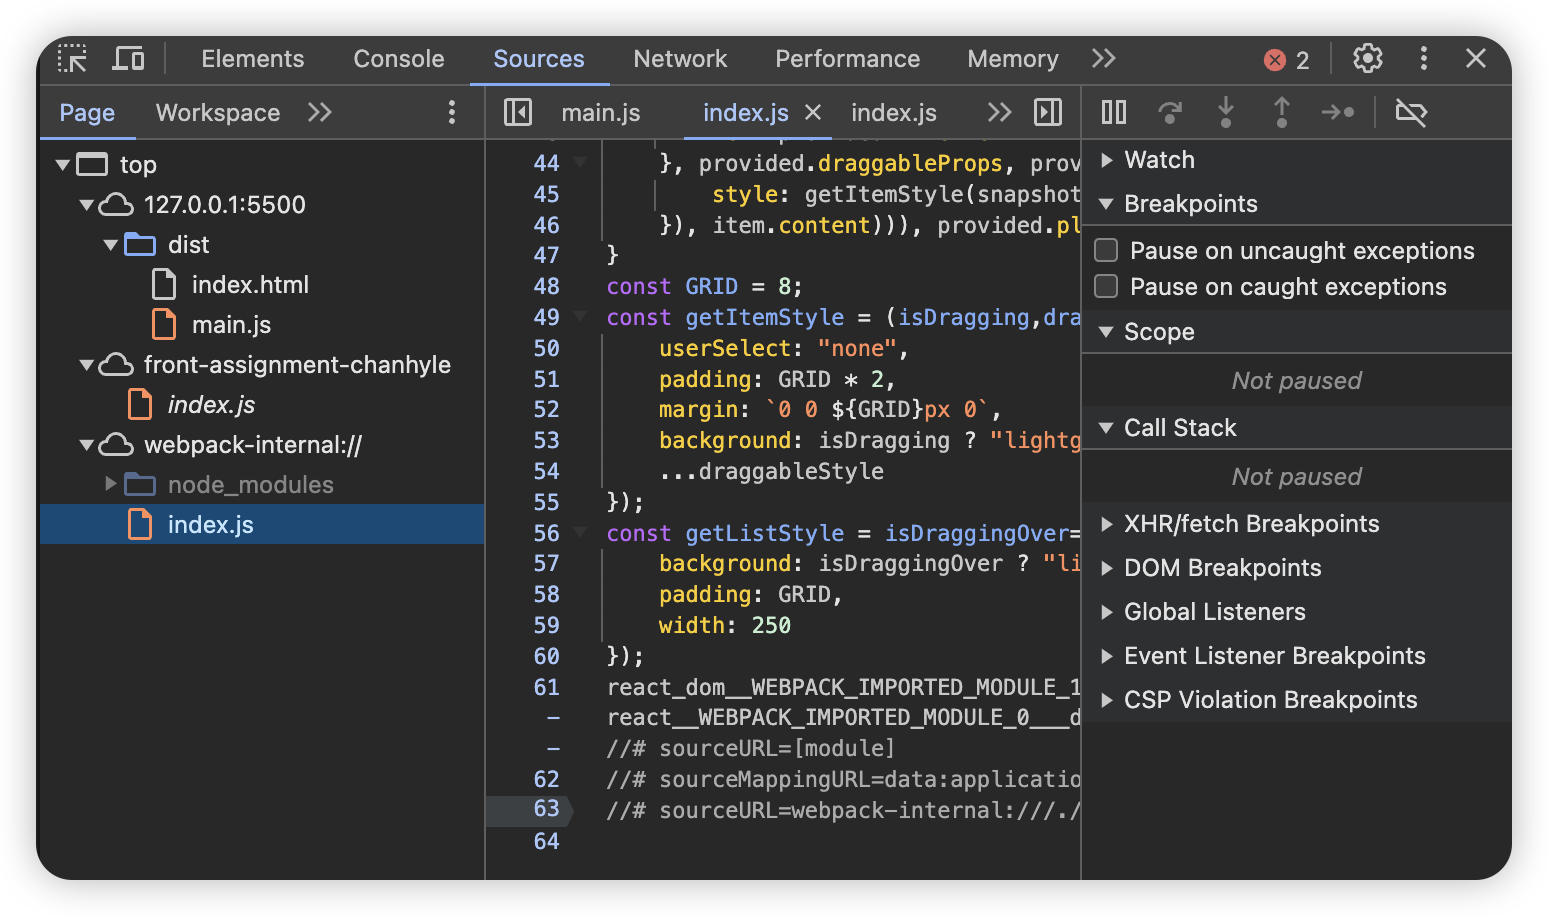 Elements Console Sources Network Performance Memory 2
Page Workspace
top
127.0.0.1:5500
dist
index.html
main.js
front-assignment-chanhyle
index.js
webpack-internal://
node_modules
index.js
main.js index.js index.js
44 }, provided.draggableProps, prov
45 style: getItemStyle(snapshot
46 }), item.content))), provided.pl
47 }
48 const GRID = 8;
49 const getItemStyle = (isDragging,dra
50 userSelect: "none",
51 padding: GRID * 2,
52 margin: `0 0 ${GRID}px 0`,
53 background: isDragging ? "lightg
54 ...draggableStyle
55 });
56 const getListStyle = isDraggingOver=
57 background: isDraggingOver ? "li
58 padding: GRID,
59 width: 250
60 });
61 react_dom__WEBPACK_IMPORTED_MODULE_1
- react__WEBPACK_IMPORTED_MODULE_0___d
- //# sourceURL=[module]
62 //# sourceMappingURL=data:applicatio
63 //# sourceURL=webpack-internal:///./
64
Watch
Breakpoints
Pause on uncaught exceptions
Pause on caught exceptions
Scope
Not paused
Call Stack
Not paused
XHR/fetch Breakpoints
DOM Breakpoints
Global Listeners
Event Listener Breakpoints
CSP Violation Breakpoints